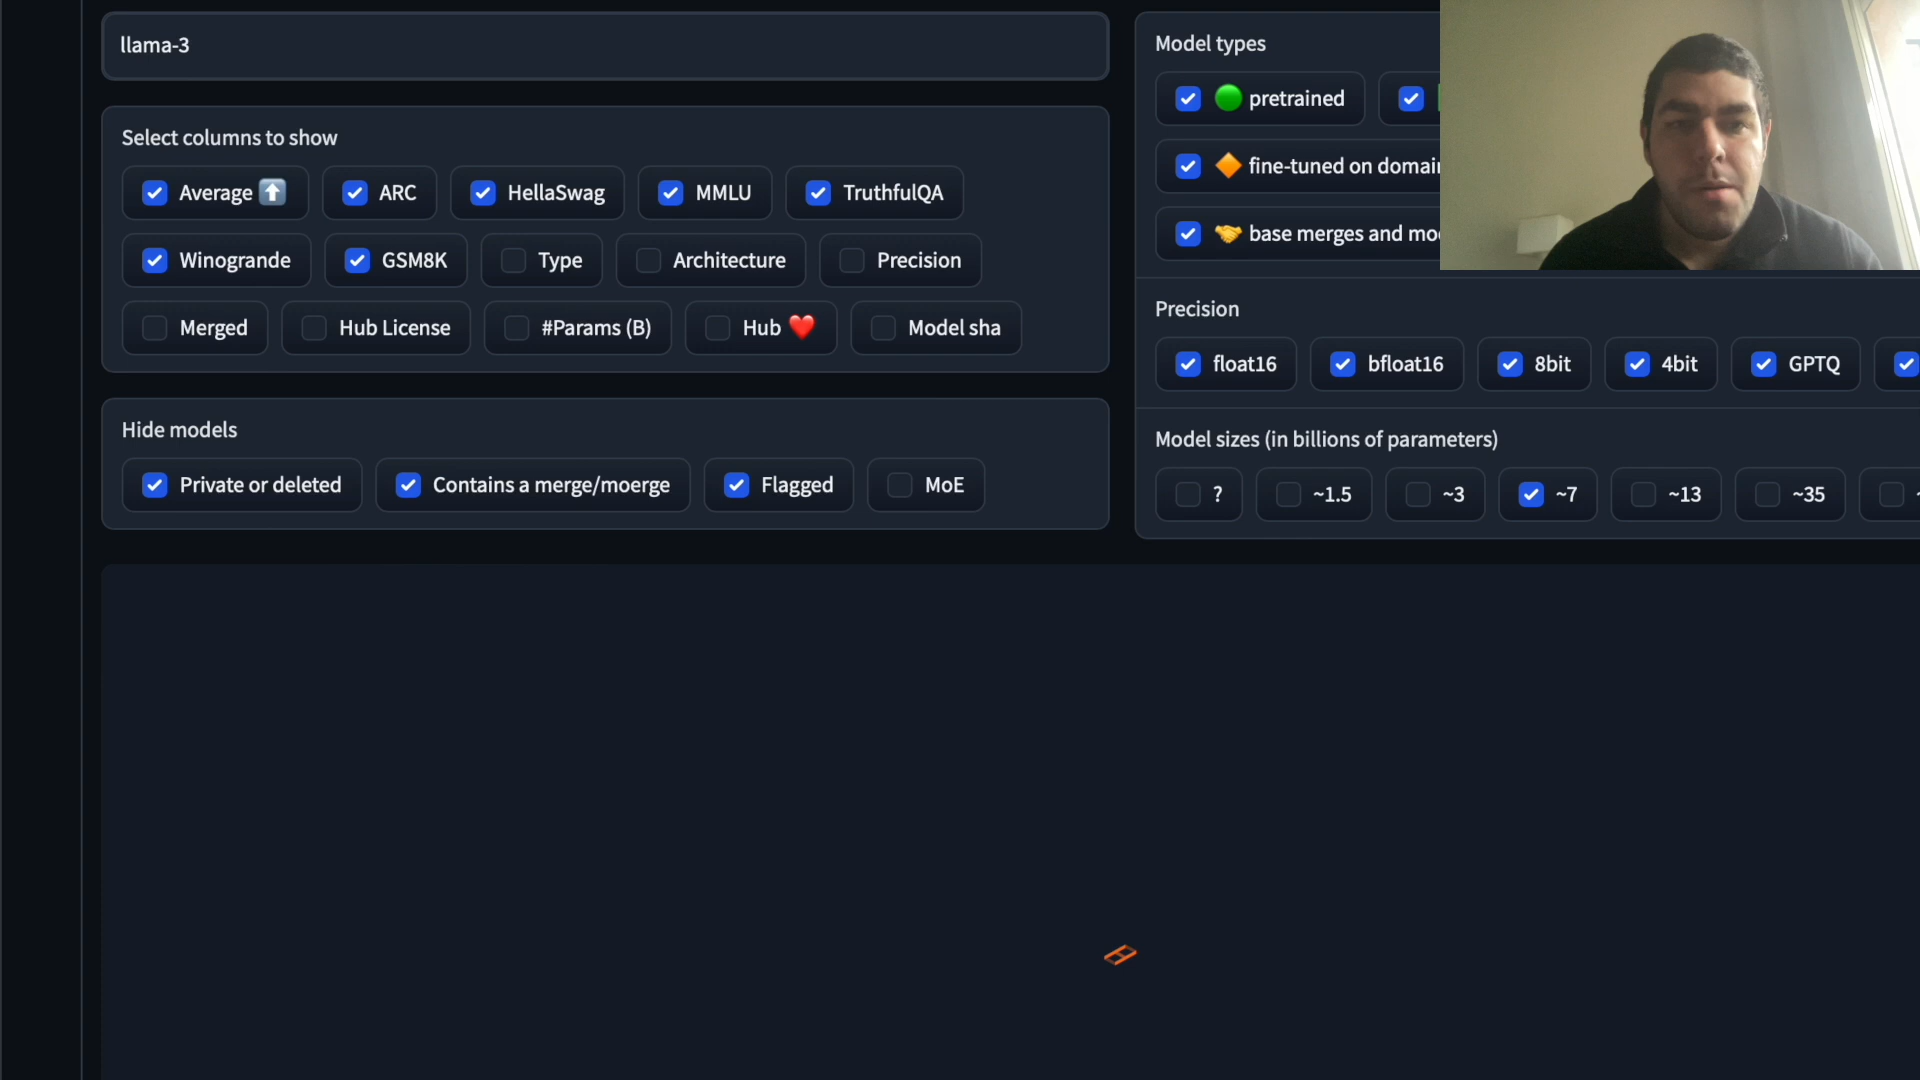 llama-3
Select columns to show
Average ⬆️ ARC HellaSwag MMLU TruthfulQA
Winogrande GSM8K Type Architecture Precision
Merged Hub License #Params (B) Hub ❤️ Model sha
Hide models
Private or deleted Contains a merge/moerge Flagged MoE
Model types
pretrained
fine-tuned on domain
base merges and
Precision
float16 bfloat16 8bit 4bit GPTQ
Model sizes (in billions of parameters)
? ~1.5 ~3 ~7 ~13 ~35